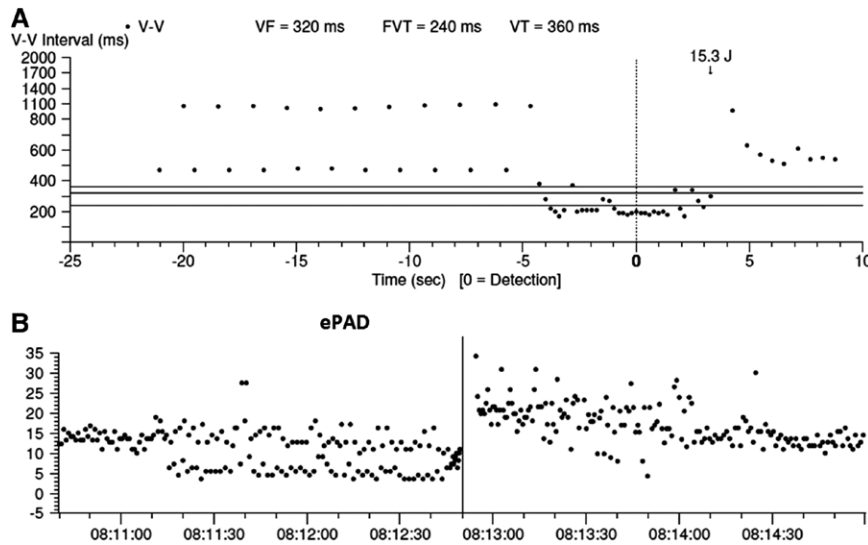 A
• V-V VF = 320 ms FVT = 240 ms VT = 360 ms
V-V Interval (ms)
2000
1700
1400
1100
800
600
400
200
15.3 J
↓
-25 -20 -15 -10 -5 0 5 10
Time (sec) [0 = Detection]
B
ePAD
35
30
25
20
15
10
5
0
-5
08:11:00 08:11:30 08:12:00 08:12:30 08:13:00 08:13:30 08:14:00 08:14:30